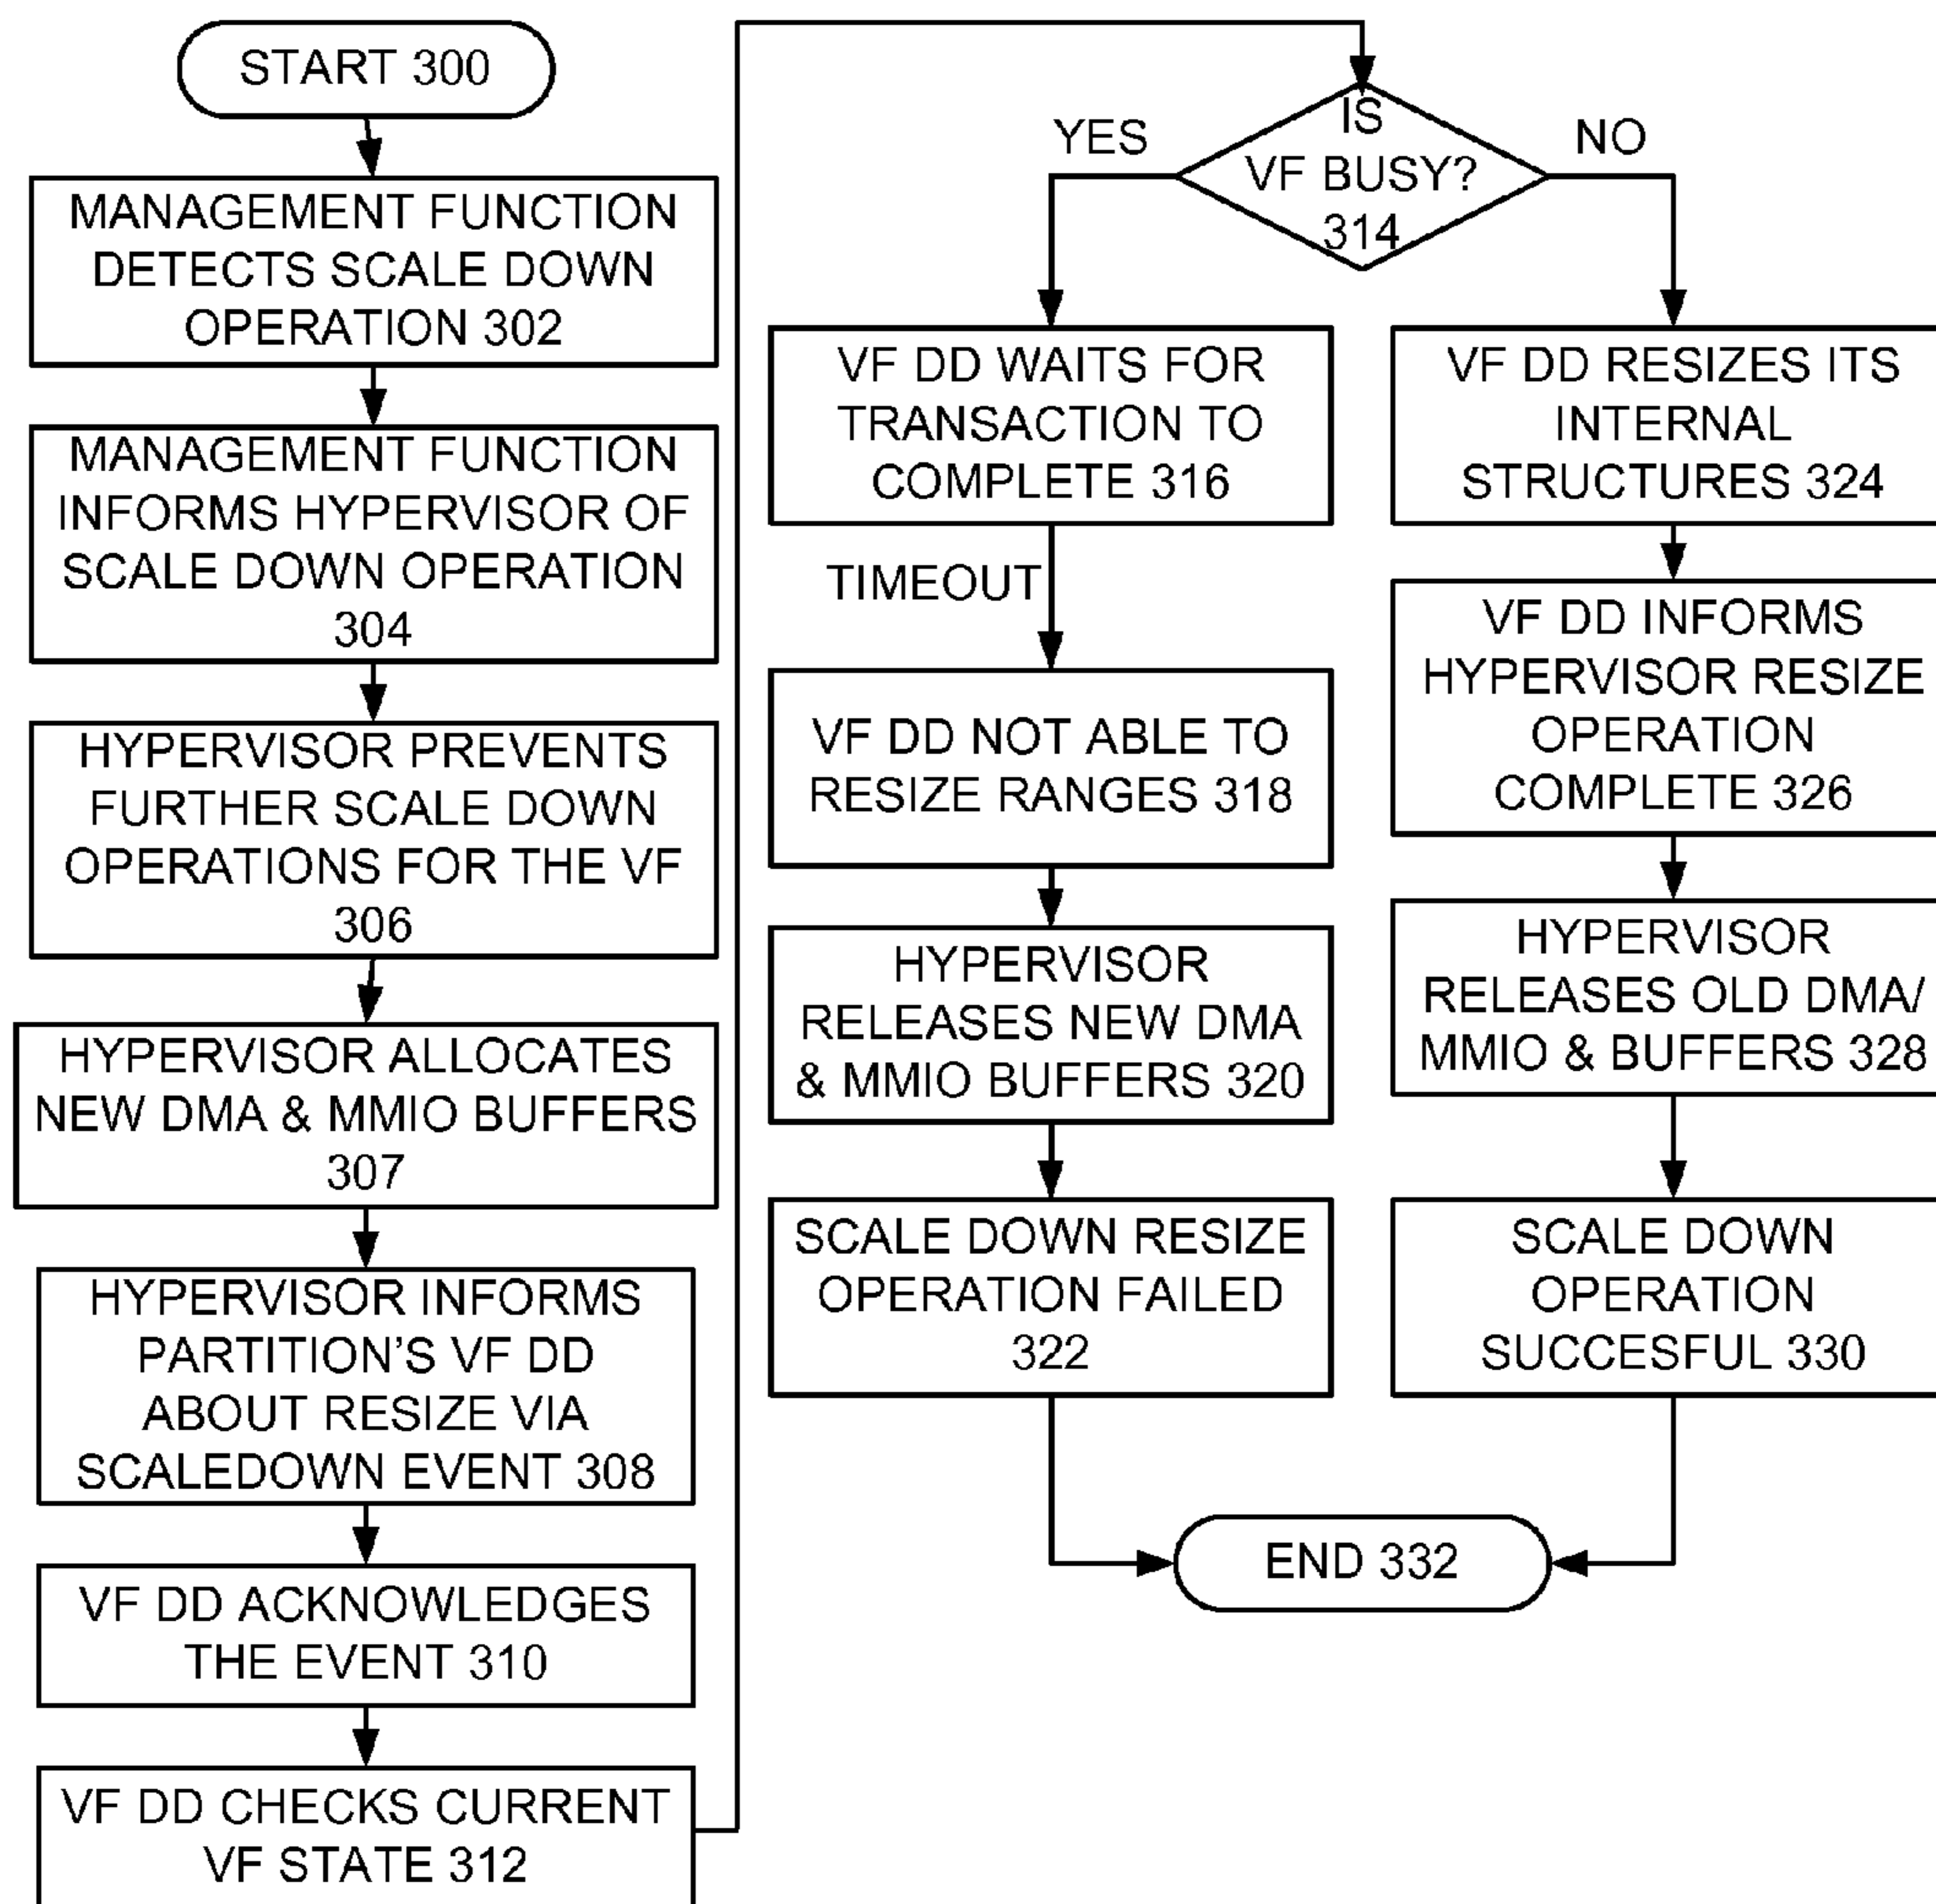 START 300
MANAGEMENT FUNCTION
DETECTS SCALE DOWN
OPERATION 302
MANAGEMENT FUNCTION
INFORMS HYPERVISOR OF
SCALE DOWN OPERATION
304
HYPERVISOR PREVENTS
FURTHER SCALE DOWN
OPERATIONS FOR THE VF
306
HYPERVISOR ALLOCATES
NEW DMA & MMIO BUFFERS
307
HYPERVISOR INFORMS
PARTITION'S VF DD
ABOUT RESIZE VIA
SCALEDOWN EVENT 308
VF DD ACKNOWLEDGES
THE EVENT 310
VF DD CHECKS CURRENT
VF STATE 312
IS
VF BUSY?
314
YES
NO
VF DD WAITS FOR
TRANSACTION TO
COMPLETE 316
TIMEOUT
VF DD NOT ABLE TO
RESIZE RANGES 318
HYPERVISOR
RELEASES NEW DMA
& MMIO BUFFERS 320
SCALE DOWN RESIZE
OPERATION FAILED
322
VF DD RESIZES ITS
INTERNAL
STRUCTURES 324
VF DD INFORMS
HYPERVISOR RESIZE
OPERATION
COMPLETE 326
HYPERVISOR
RELEASES OLD DMA/
MMIO & BUFFERS 328
SCALE DOWN
OPERATION
SUCCESFUL 330
END 332